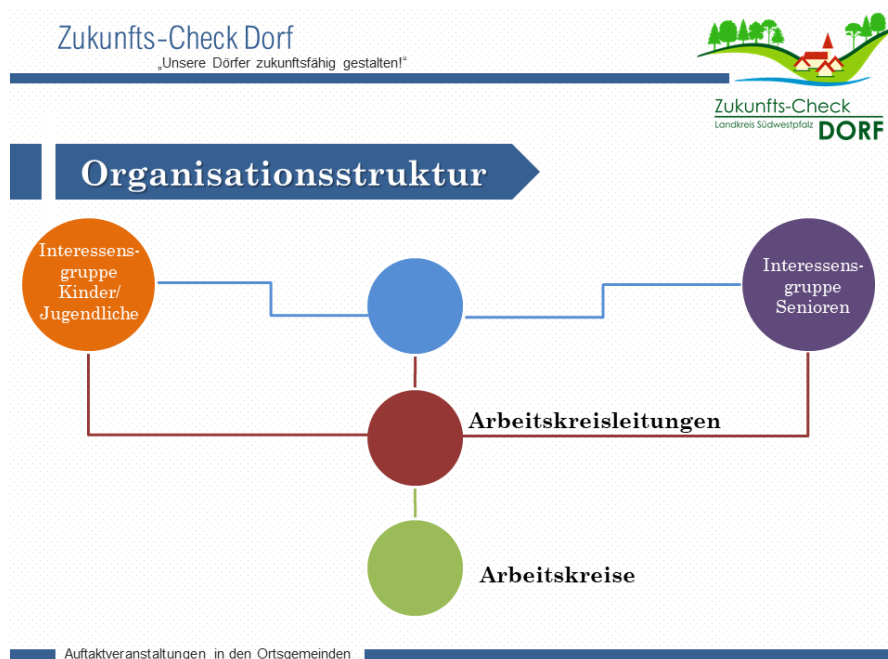 Zukunfts-Check Dorf
„Unsere Dörfer zukunftsfähig gestalten!“
Zukunfts-Check
Landkreis Südwestpfalz DORF
Organisationsstruktur
Interessens-
gruppe
Kinder/
Jugendliche
Interessens-
gruppe
Senioren
Arbeitskreisleitungen
Arbeitskreise
Auftaktveranstaltungen in den Ortsgemeinden